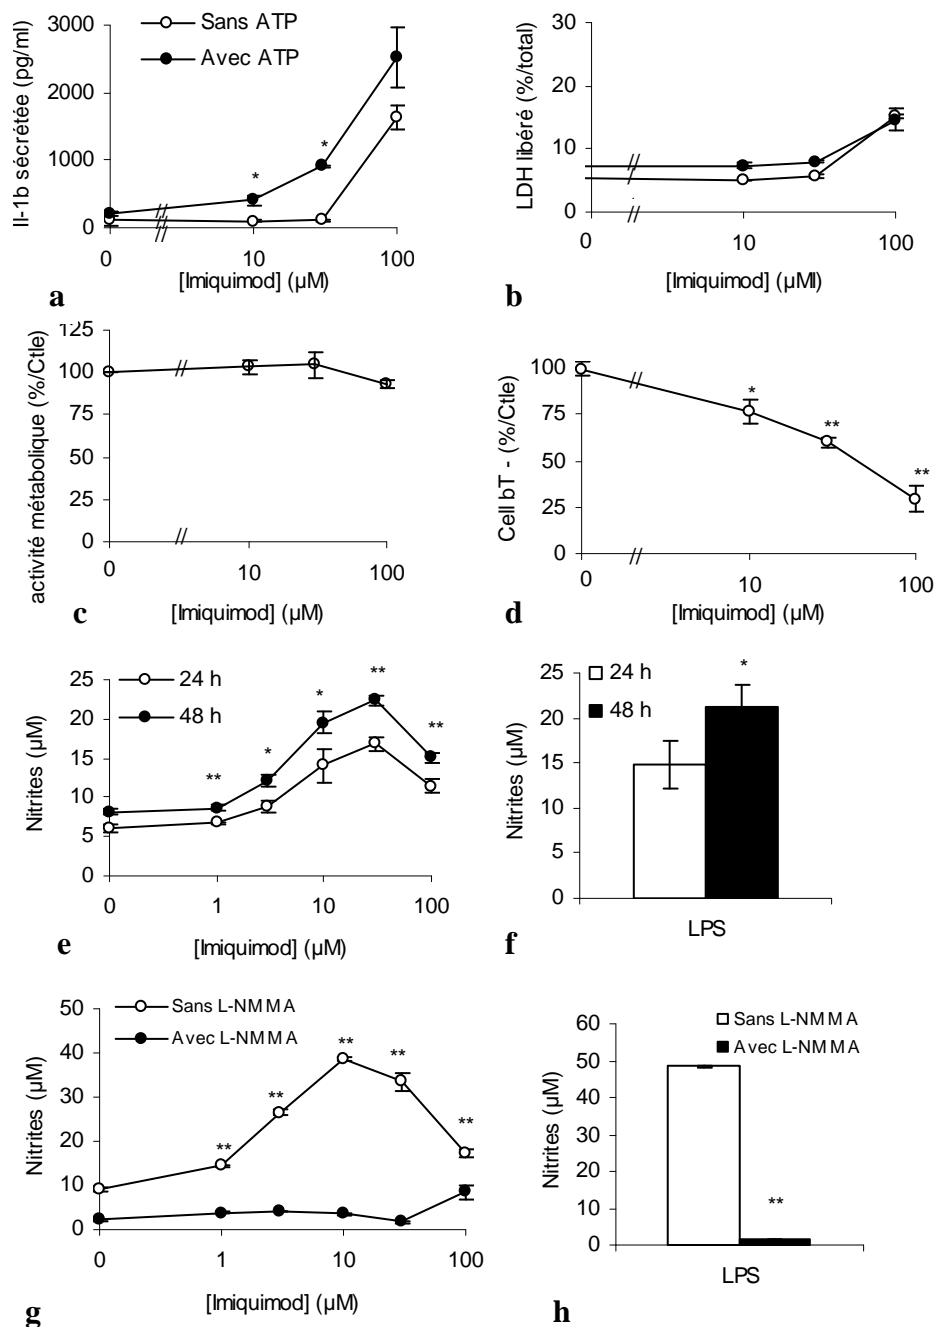 Il-1b sécrétée (pg/ml)
3000
2000
1000
0
Sans ATP
Avec ATP
*
*
0
10
100
[Imiquimod] (µM)
a
LDH libéré (%/total)
30
20
10
0
0
10
100
[Imiquimod] (µMl)
b
activité métabolique (%/Ctle)
125
100
75
50
25
0
0
10
100
[Imiquimod] (µM)
c
Cell bT - (%/Ctle)
100
75
50
25
0
*
**
**
0
10
100
[Imiquimod] (µM)
d
Nitrites (µM)
25
20
15
10
5
0
24 h
48 h
**
*
*
**
**
0
1
10
100
[Imiquimod] (µM)
e
Nitrites (µM)
25
20
15
10
5
0
24 h
48 h
*
LPS
f
Nitrites (µM)
50
40
30
20
10
0
Sans L-NMMA
Avec L-NMMA
**
**
**
**
**
0
1
10
100
[Imiquimod] (µM)
g
Nitrites (µM)
60
50
40
30
20
10
0
Sans L-NMMA
Avec L-NMMA
**
LPS
h